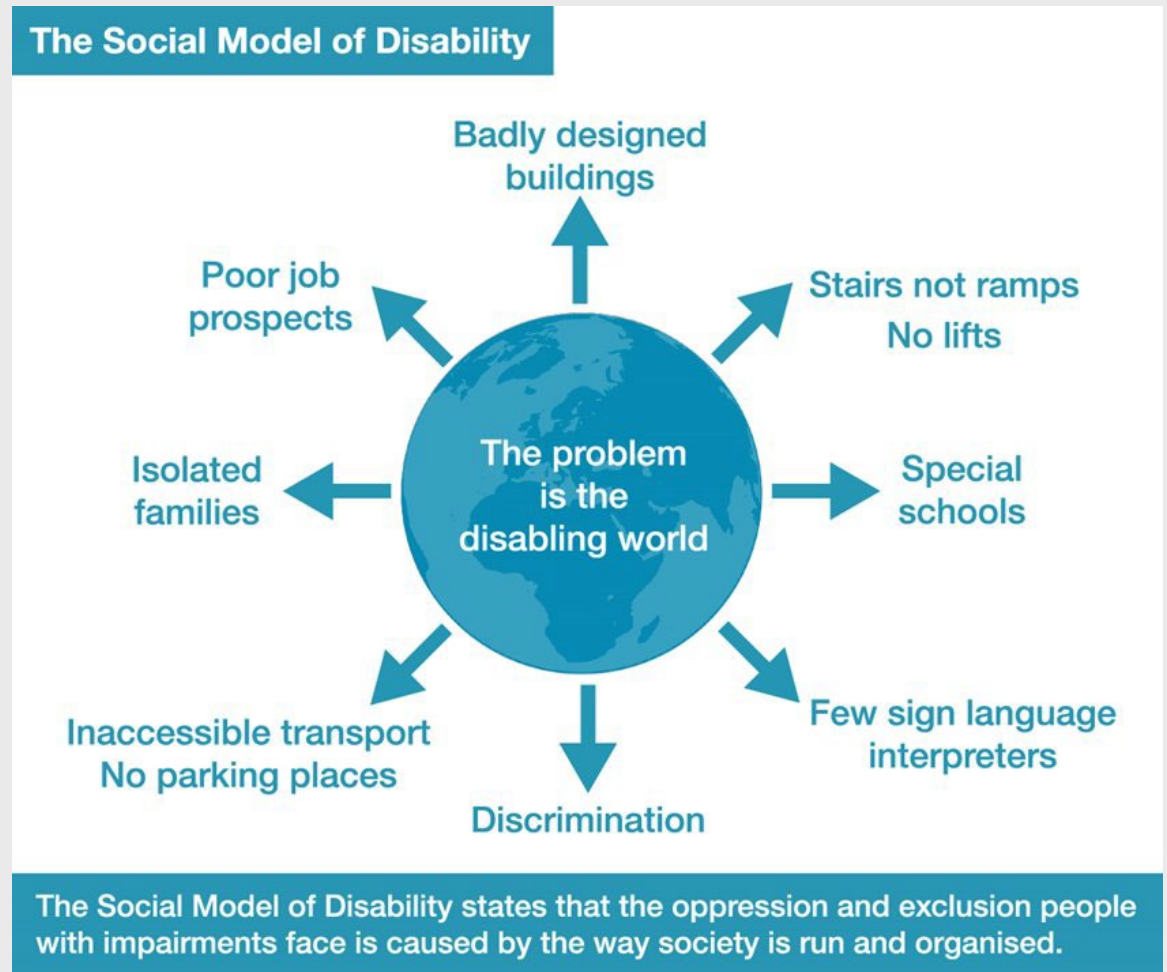 The Social Model of Disability
Badly designed
buildings
Stairs not ramps
No lifts
Special
schools
Few sign language
interpreters
Discrimination
Inaccessible transport
No parking places
Isolated
families
Poor job
prospects
The problem
is the
disabling world
The Social Model of Disability states that the oppression and exclusion people
with impairments face is caused by the way society is run and organised.